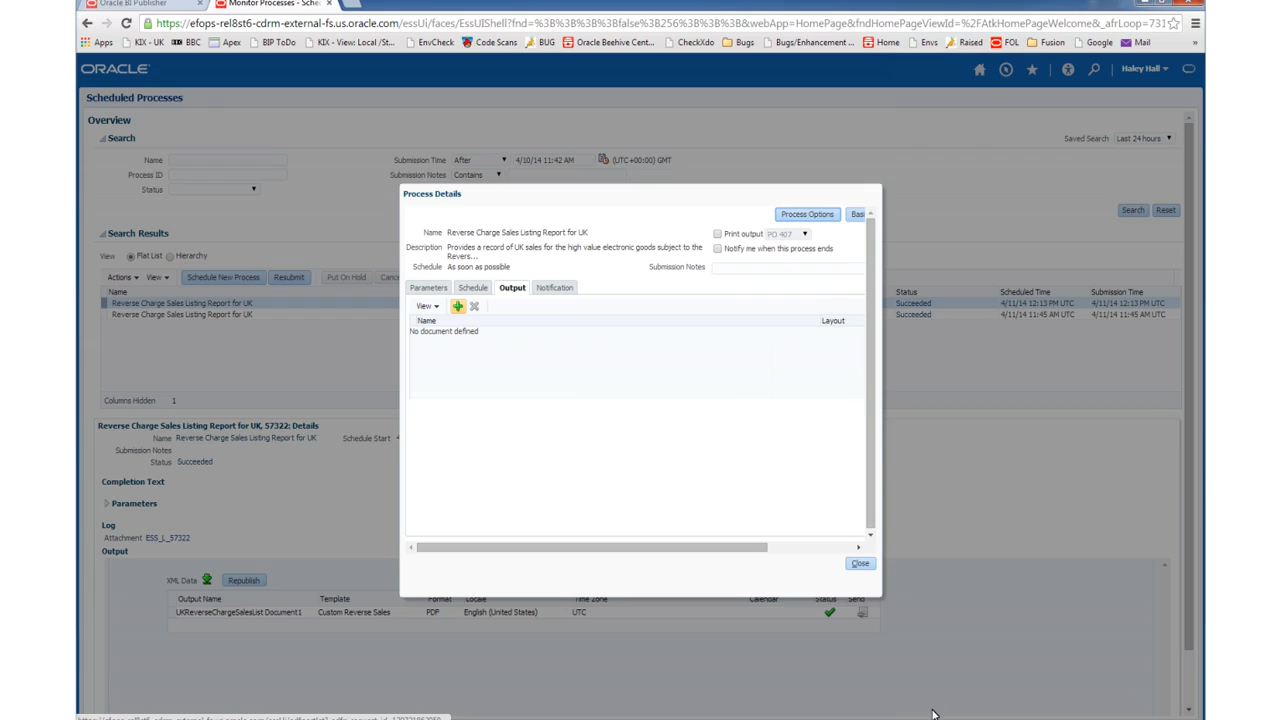 Oracle BI Publisher
Monitor Processes - Sche
https://efops-rel8st6-cdrm-external-fs.us.oracle.com/essUi/faces/EssUIShell?fnd=%3B%3B%3B%3Bfalse%3B256%3B%3B%3B&webApp=HomePage&fndHomePageViewId=%2FAtkHomePageWelcome&_afrLoop=731
Apps KIX - UK BBC Apex BIP ToDo KIX - View: Local /St... EnvCheck Code Scans BUG Oracle Beehive Cent... CheckXdo Bugs Bugs/Enhancement ... Home Envs Raised FOL Fusion Google Mail »
ORACLE
Haley Hall
Scheduled Processes
Overview
Search
Saved Search Last 24 hours
Name
Submission Time After 4/10/14 11:42 AM (UTC+00:00) GMT
Process ID
Submission Notes Contains
Status
Search Reset
Search Results
View Flat List Hierarchy
Actions View Schedule New Process Resubmit Put On Hold Canc
Name Status Scheduled Time Submission Time
Reverse Charge Sales Listing Report for UK Succeeded 4/11/14 12:13 PM UTC 4/11/14 12:13 PM UTC
Reverse Charge Sales Listing Report for UK Succeeded 4/11/14 11:45 AM UTC 4/11/14 11:45 AM UTC
Columns Hidden 1
Reverse Charge Sales Listing Report for UK, 57322: Details
Name Reverse Charge Sales Listing Report for UK Schedule Start
Submission Notes
Status Succeeded
Completion Text
Parameters
Log
Attachment ESS_L_57322
Output
XML Data Republish
Output Name Template Format Locale Time Zone Calendar Status Send
UKReverseChargeSalesList Document1 Custom Reverse Sales PDF English (United States) UTC
Process Details
Process Options Basi
Name Reverse Charge Sales Listing Report for UK
Print output PO 407
Description Provides a record of UK sales for the high value electronic goods subject to the
Revers...
Notify me when this process ends
Schedule As soon as possible
Submission Notes
Parameters Schedule Output Notification
View
Name Layout
No document defined
Close